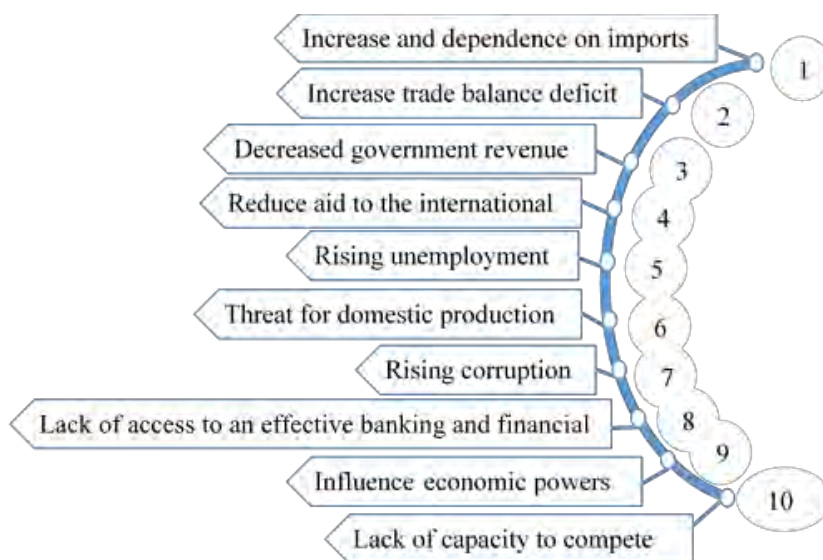 Increase and dependence on imports
1
Increase trade balance deficit
2
Decreased government revenue
3
Reduce aid to the international
4
Rising unemployment
5
Threat for domestic production
6
Rising corruption
7
Lack of access to an effective banking and financial
8
Influence economic powers
9
Lack of capacity to compete
10